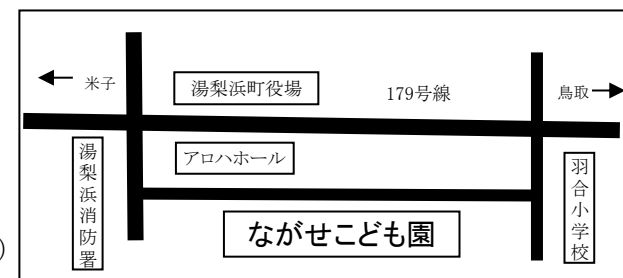 ← 米子
湯梨浜町役場
179号線
鳥取 →
湯梨浜消防署
アロハホール
羽合小学校
ながせこども園
)